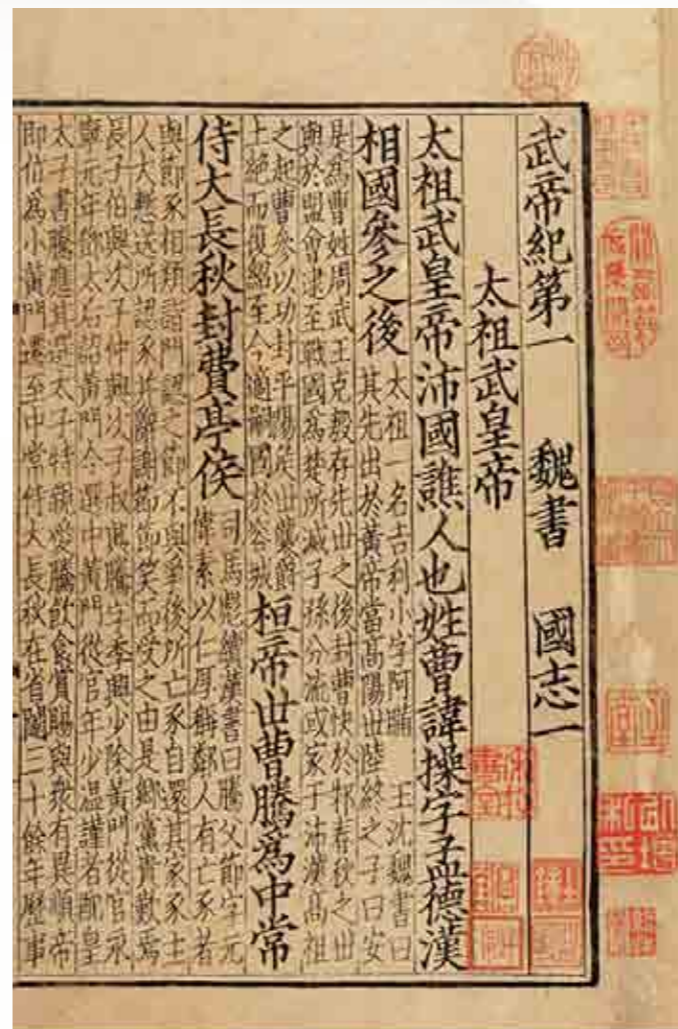 武帝紀第一　魏書　國志一
太祖武皇帝
太祖武皇帝沛國譙人也姓曹諱操字孟德漢
相國參之後
太祖一名吉利小字阿瞞　王沈魏書曰
其先出於黃帝當高陽世陸終之子曰安
是爲曹姓周武王克殷存先世之後封曹俠於邾春秋之世
與於盟會逮至戰國爲楚所滅子孫分流或家于沛漢高祖
之起曹參以功封平陽侯世襲爵
土絕而復紹至今適嗣國於容城
桓帝世曹騰爲中常
侍大長秋封費亭侯
司馬彪續漢書曰騰父節字元
偉素以仁厚稱鄰人有亡豕者
與節豕相類詣門認之節不與爭後所亡豕自還其家豕主
人大慙送所認豕并辭謝節節笑而受之由是鄉黨貴歎焉
長子伯興次子仲興次子叔興騰字季興少除黃門從官永
寧元年鄧太后詔黃門令選中黃門從官年少溫謹者配皇
太子書騰應其選太子特親愛騰飲食賞賜與衆有異順帝
即位爲小黃門遷至中常侍大長秋在省闥三十餘年歷事